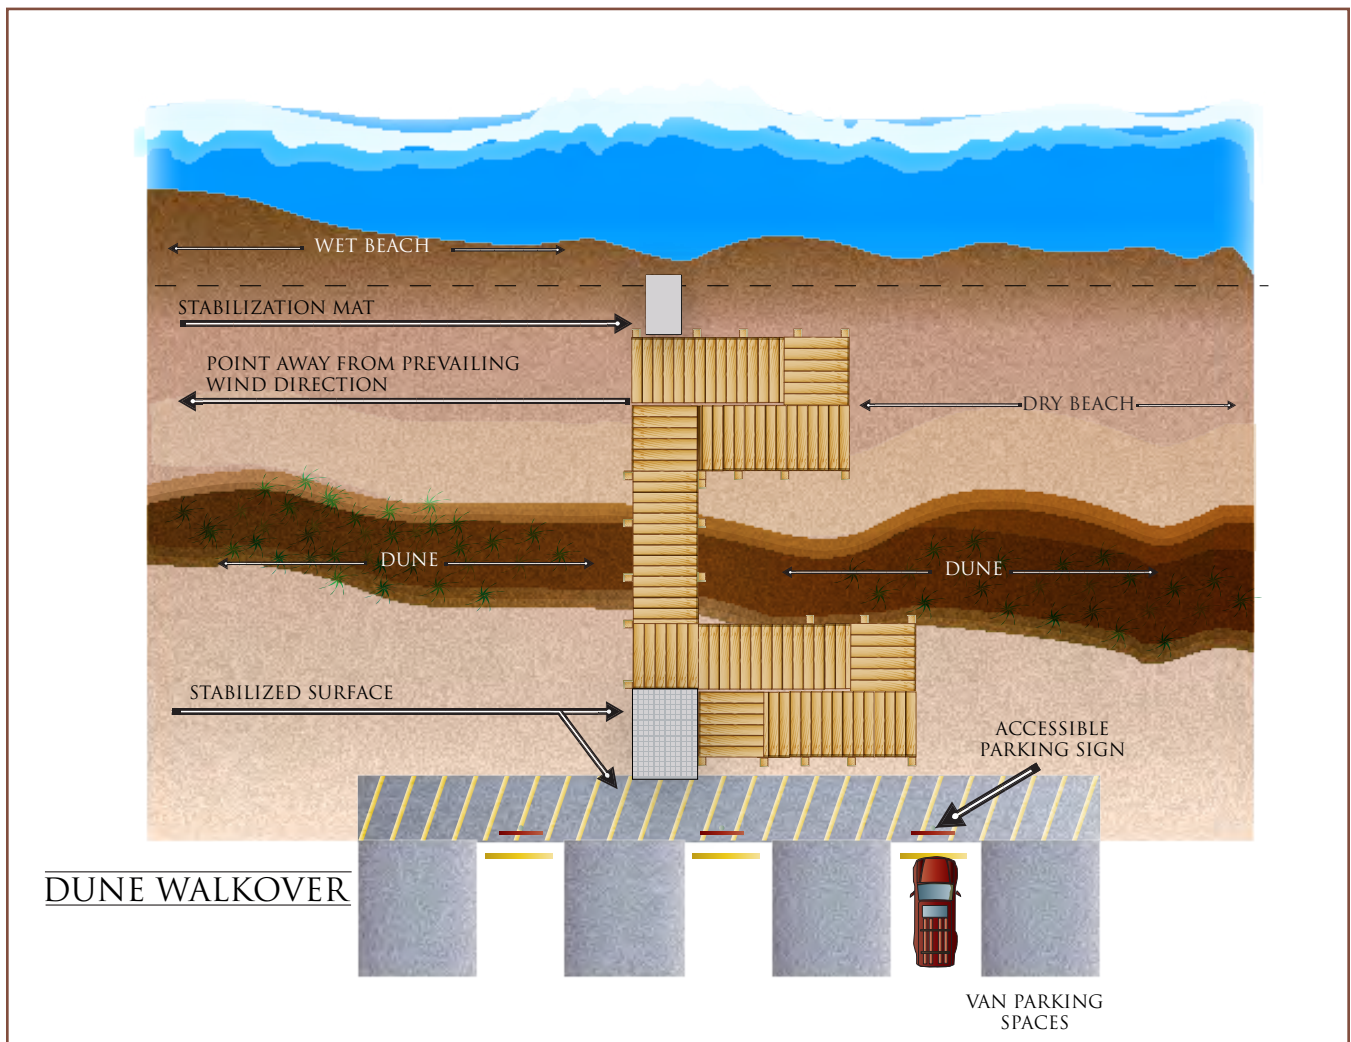 WET BEACH
STABILIZATION MAT
POINT AWAY FROM PREVAILING
WIND DIRECTION
DRY BEACH
DUNE
DUNE
STABILIZED SURFACE
ACCESSIBLE
PARKING SIGN
DUNE WALKOVER
VAN PARKING
SPACES